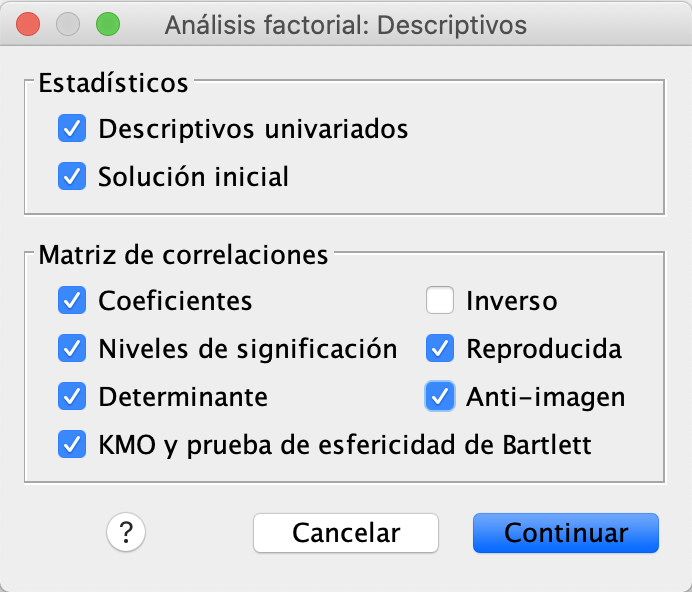 Análisis factorial: Descriptivos
Estadísticos
Descriptivos univariados
Solución inicial
Matriz de correlaciones
Coeficientes
Inverso
Niveles de significación
Reproducida
Determinante
Anti-imagen
KMO y prueba de esfericidad de Bartlett
?
Cancelar
Continuar